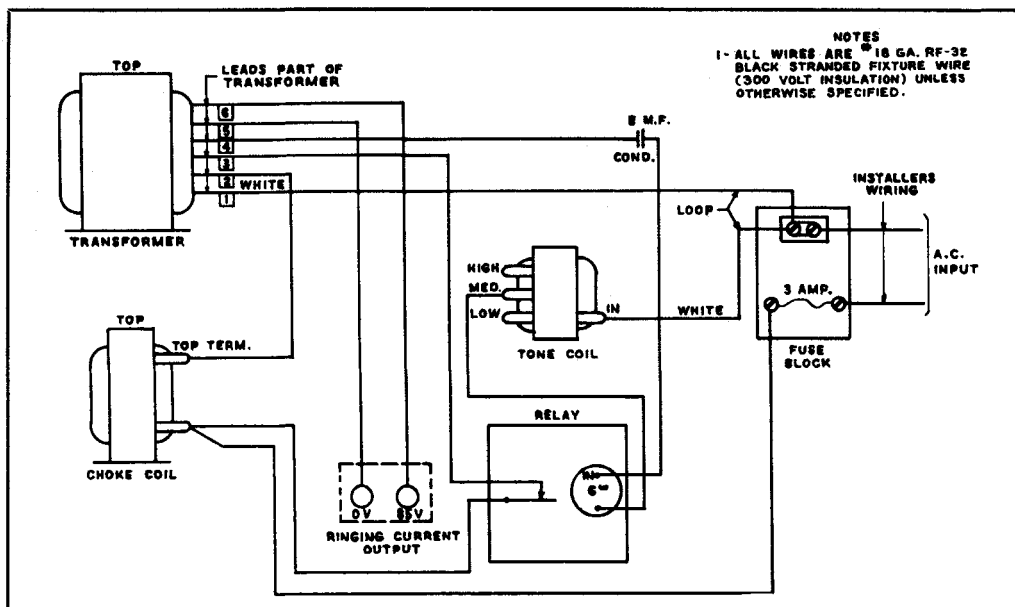 NOTES
1- ALL WIRES ARE #18 GA. RF-32
BLACK STRANDED FIXTURE WIRE
(300 VOLT INSULATION) UNLESS
OTHERWISE SPECIFIED.
TOP
LEADS PART OF
TRANSFORMER
6
5
4
3
2
1
WHITE
TRANSFORMER
8 M.F.
COND.
LOOP
INSTALLERS
WIRING
A.C.
INPUT
3 AMP.
FUSE
BLOCK
HIGH
MED.
LOW
IN
WHITE
TONE COIL
TOP
TOP TERM.
CHOKE COIL
RELAY
IN
0V
85V
RINGING CURRENT
OUTPUT